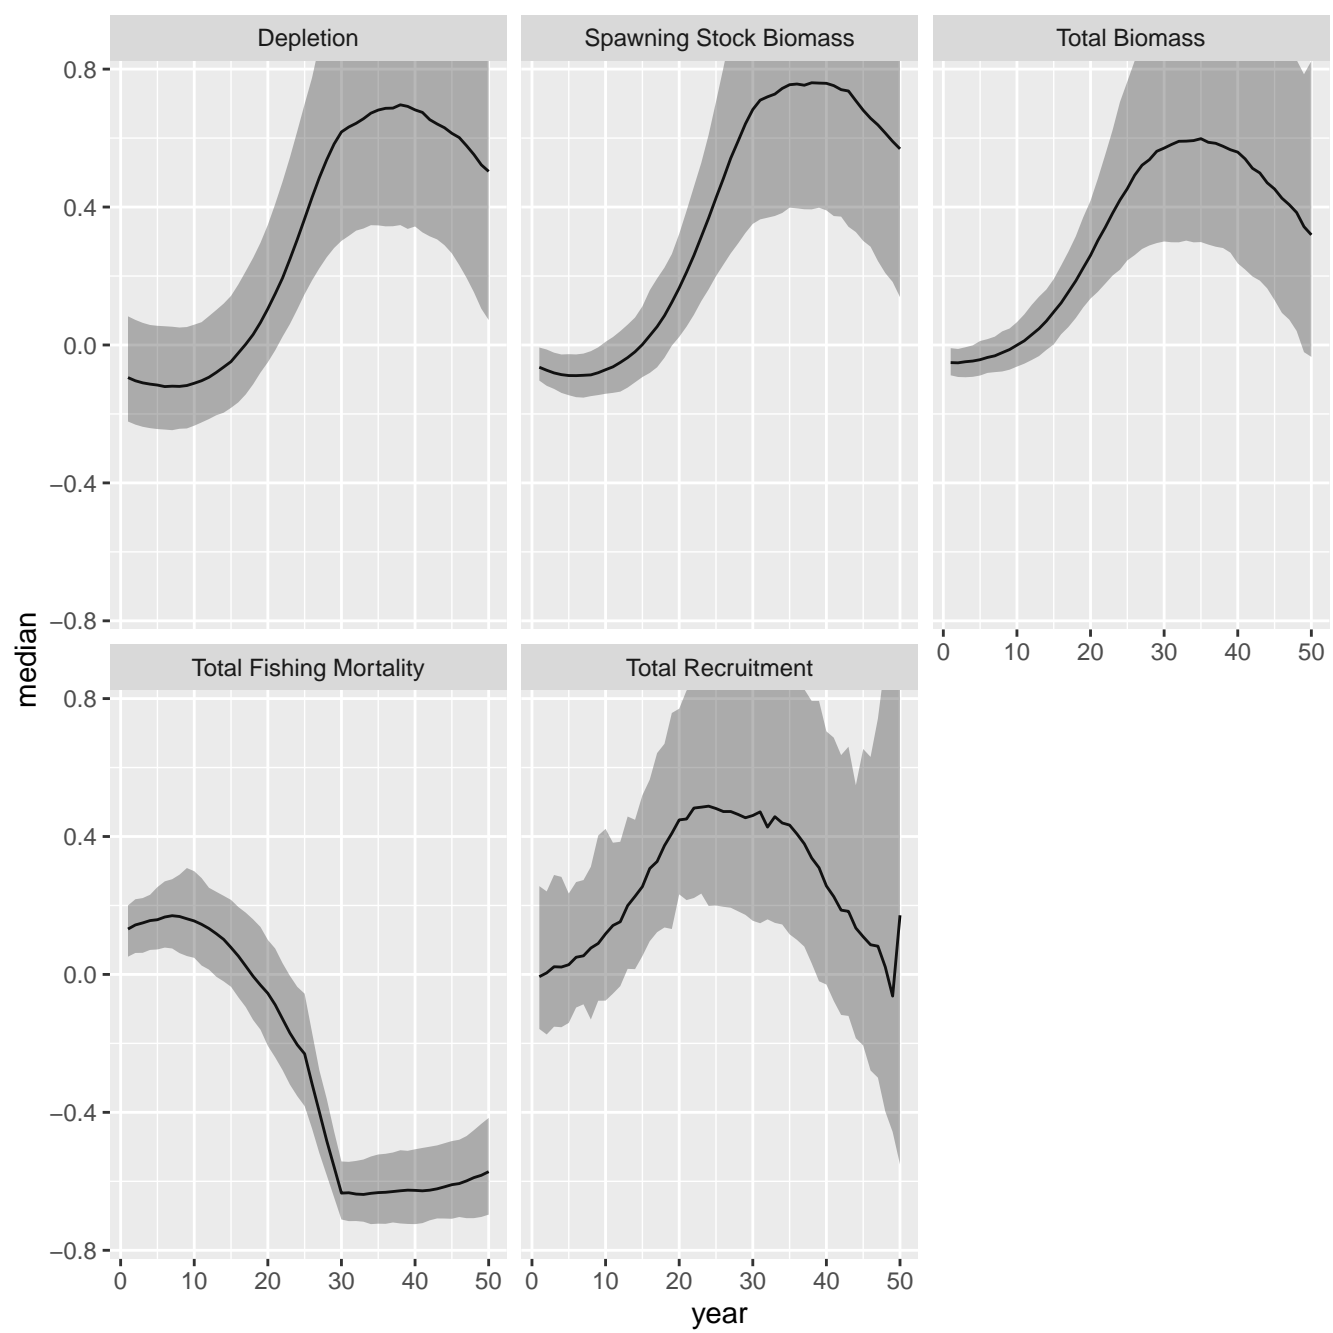 Depletion
Spawning Stock Biomass
Total Biomass
0.8
0.4
0.0
−0.4
−0.8
0 10 20 30 40 50
median
Total Fishing Mortality
Total Recruitment
0.8
0.4
0.0
−0.4
−0.8
0 10 20 30 40 50
0 10 20 30 40 50
year